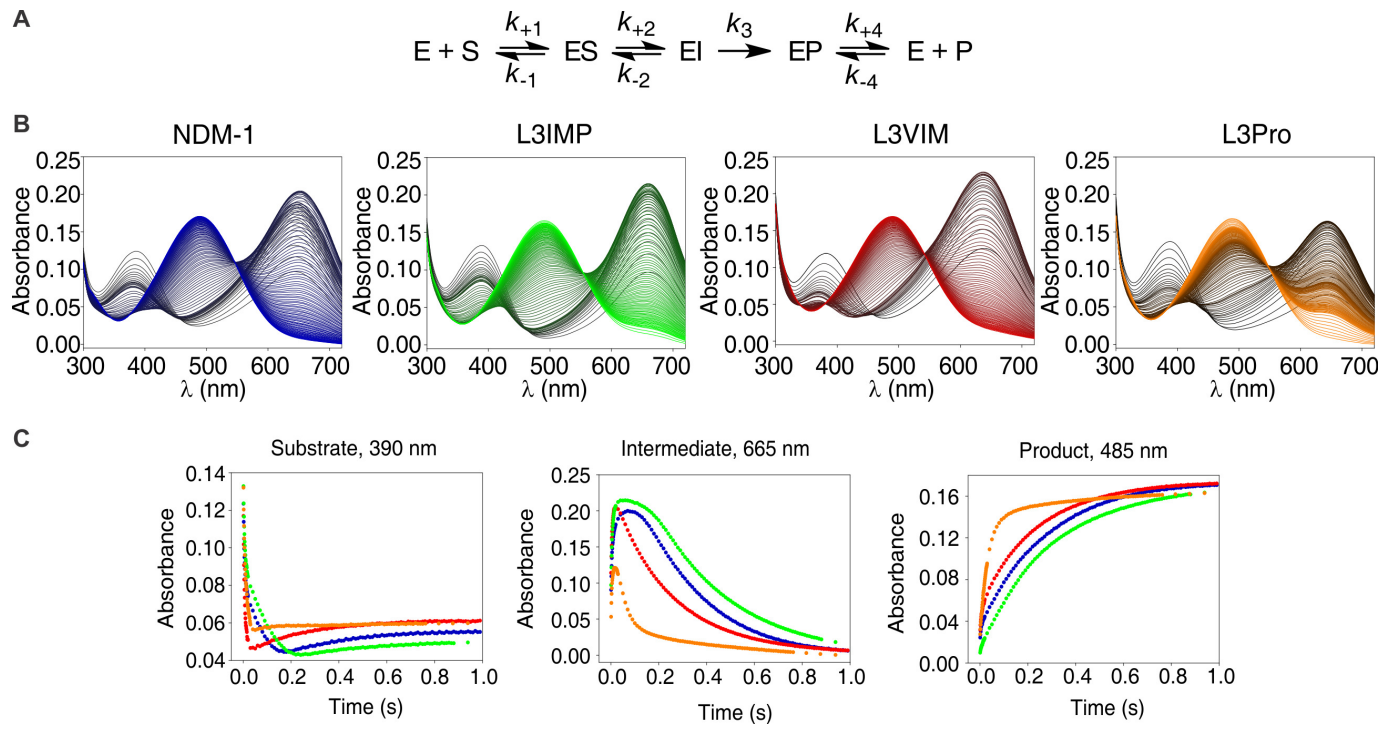 A
k+1 k+2 k3 k+4
E + S ES EI EP E + P
k-1 k-2 k-4
B
NDM-1 L3IMP L3VIM L3Pro
0.25 0.25 0.25 0.25
0.20 0.20 0.20 0.20
0.15 0.15 0.15 0.15
0.10 0.10 0.10 0.10
0.05 0.05 0.05 0.05
0.00 0.00 0.00 0.00
Absorbance Absorbance Absorbance Absorbance
300 400 500 600 700 300 400 500 600 700 300 400 500 600 700 300 400 500 600 700
λ (nm) λ (nm) λ (nm) λ (nm)
C
Substrate, 390 nm
0.14
0.12
0.10
0.08
0.06
0.04
Absorbance
0.0 0.2 0.4 0.6 0.8 1.0
Time (s)
Intermediate, 665 nm
0.25
0.20
0.15
0.10
0.05
0.00
Absorbance
0.0 0.2 0.4 0.6 0.8 1.0
Time (s)
Product, 485 nm
0.16
0.12
0.08
0.04
0.00
Absorbance
0.0 0.2 0.4 0.6 0.8 1.0
Time (s)